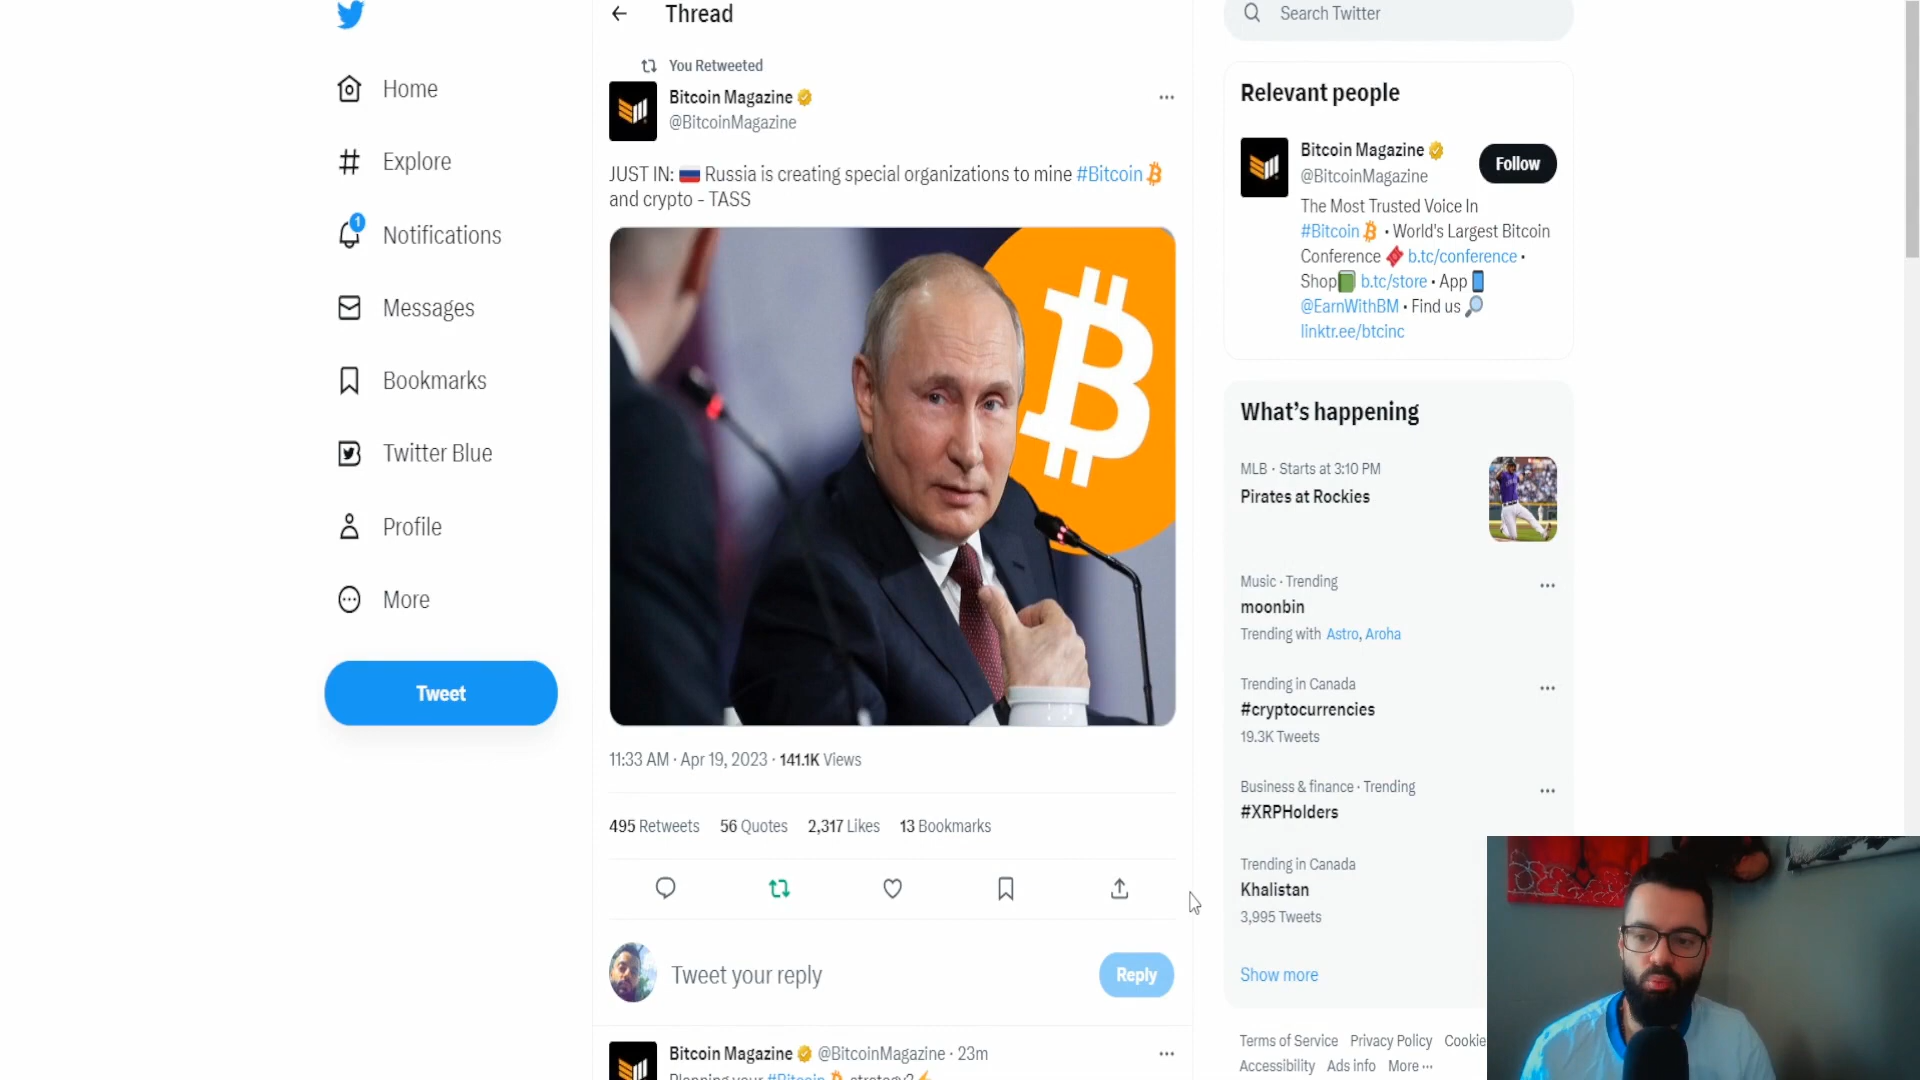 Home
Explore
1
Notifications
Messages
Bookmarks
Twitter Blue
Profile
More
Tweet
Thread
You Retweeted
Bitcoin Magazine
@BitcoinMagazine
JUST IN: Russia is creating special organizations to mine #Bitcoin
and crypto - TASS
11:33 AM · Apr 19, 2023 · 141.1K Views
495 Retweets 56 Quotes 2,317 Likes 13 Bookmarks
Tweet your reply
Reply
Bitcoin Magazine @BitcoinMagazine · 23m
Planning your #Bitcoin strategy?
Search Twitter
Relevant people
Bitcoin Magazine
@BitcoinMagazine
Follow
The Most Trusted Voice In
#Bitcoin • World's Largest Bitcoin
Conference b.tc/conference •
Shop b.tc/store • App
@EarnWithBM • Find us
linktr.ee/btcinc
What's happening
MLB · Starts at 3:10 PM
Pirates at Rockies
Music · Trending
moonbin
Trending with Astro, Aroha
Trending in Canada
#cryptocurrencies
19.3K Tweets
Business & finance · Trending
#XRPHolders
Trending in Canada
Khalistan
3,995 Tweets
Show more
Terms of Service Privacy Policy Cookie
Accessibility Ads info More ···